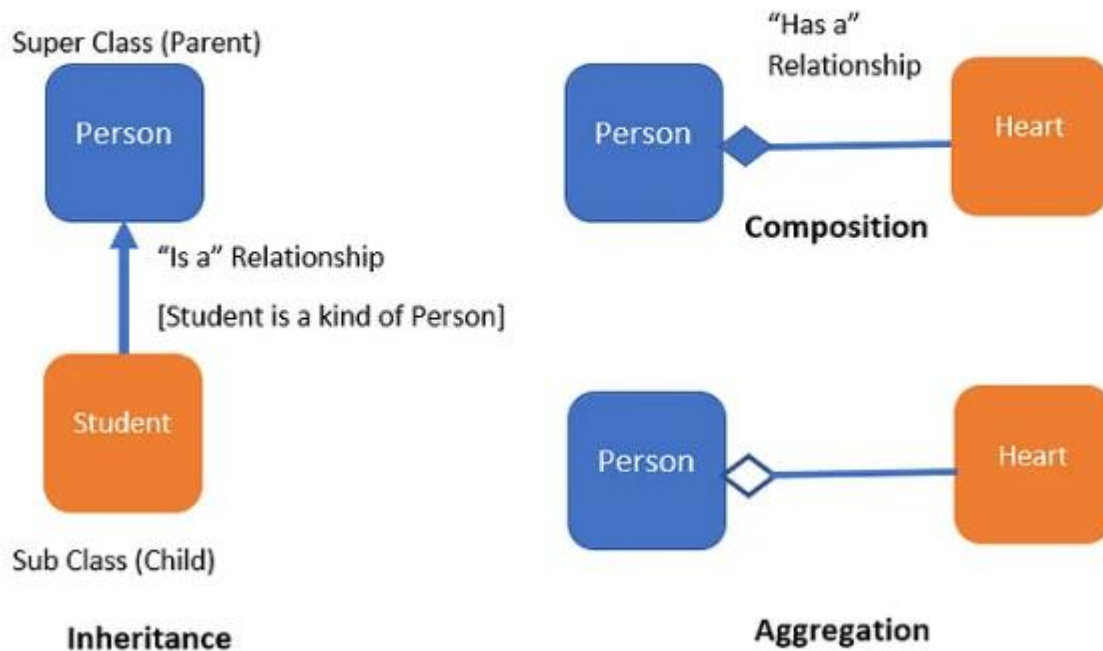 Super Class (Parent)
Person
“Is a” Relationship
[Student is a kind of Person]
Student
Sub Class (Child)
Inheritance
“Has a”
Relationship
Person
Heart
Composition
Person
Heart
Aggregation